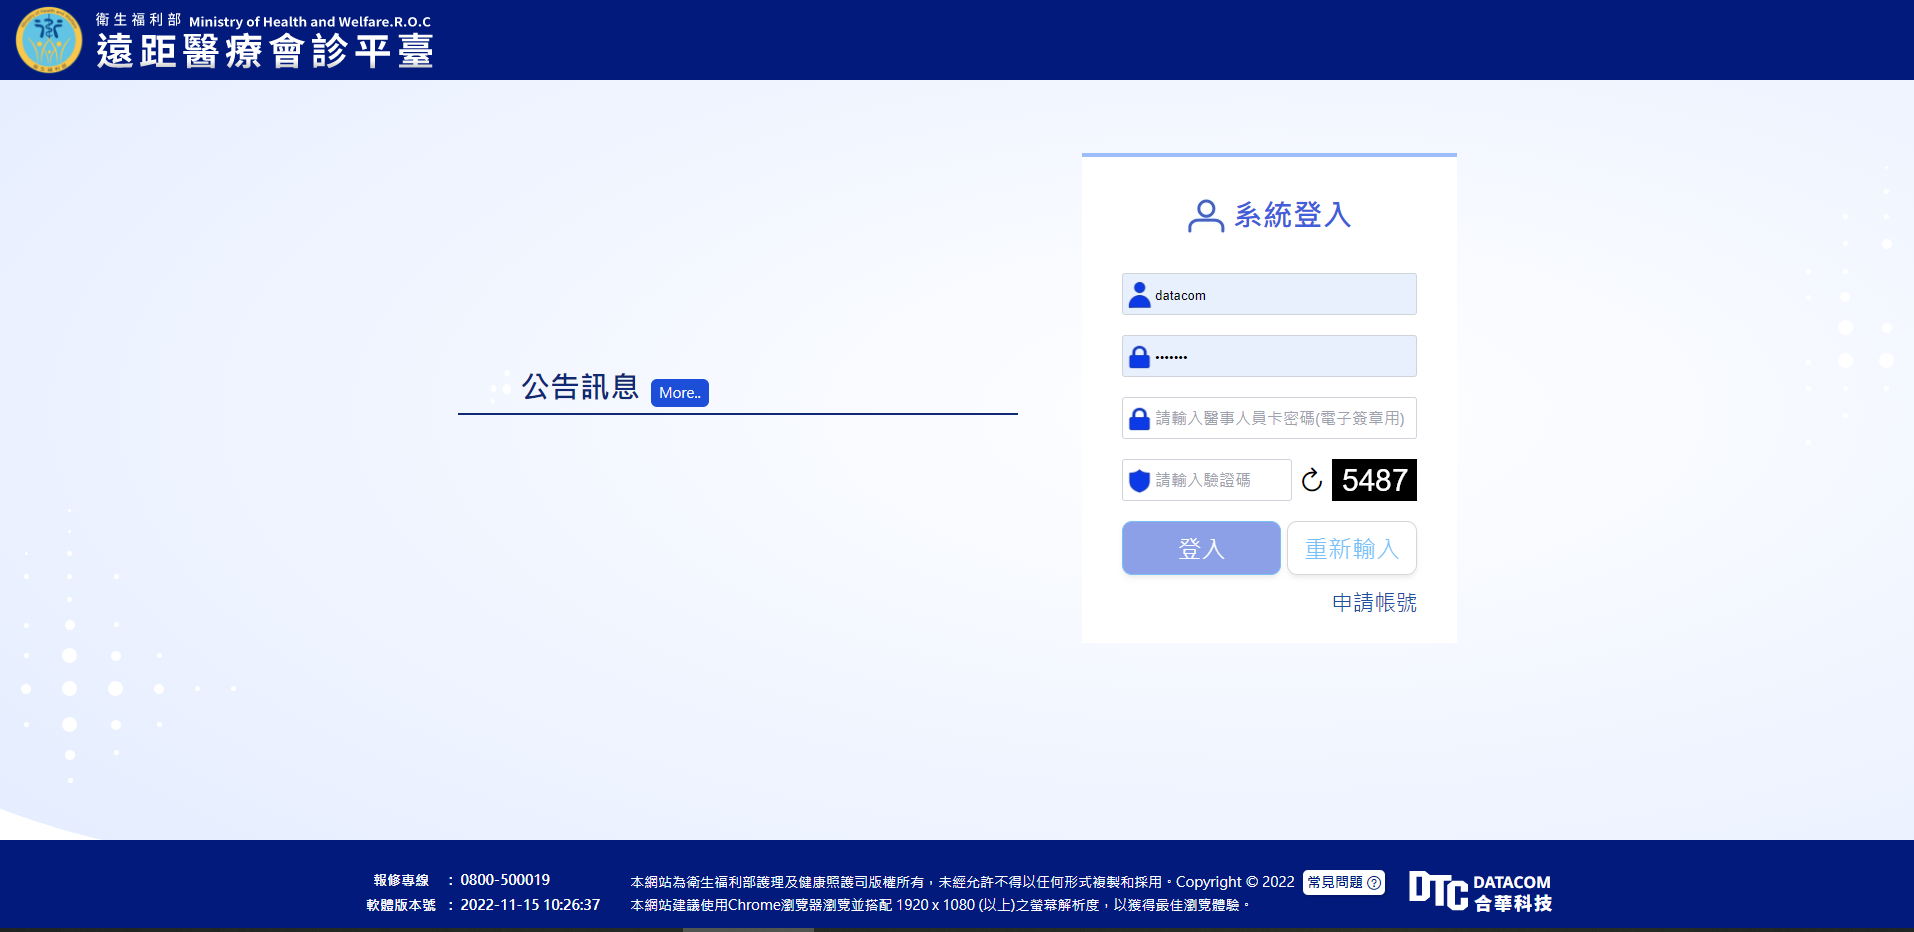 衛生福利部 Ministry of Health and Welfare.R.O.C
遠距醫療會診平臺
系統登入
datacom
•••••••
請輸入醫事人員卡密碼(電子簽章用)
請輸入驗證碼
5487
登入
重新輸入
申請帳號
公告訊息
More..
報修專線 : 0800-500019
軟體版本號 : 2022-11-15 10:26:37
本網站為衛生福利部護理及健康照護司版權所有，未經允許不得以任何形式複製和採用。Copyright © 2022
常見問題
本網站建議使用Chrome瀏覽器瀏覽並搭配 1920 x 1080 (以上)之螢幕解析度，以獲得最佳瀏覽體驗。
DTC DATACOM
合華科技